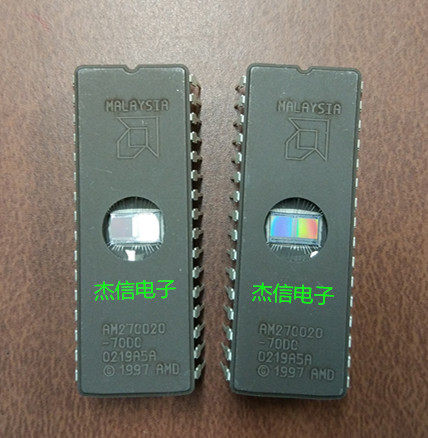 MALAYSIA
杰信电子
AM27C020
-70DC
0219A5A
© 1997 AMD
MALAYSIA
杰信电子
AM27C020
-70DC
0219A5A
© 1997 AMD